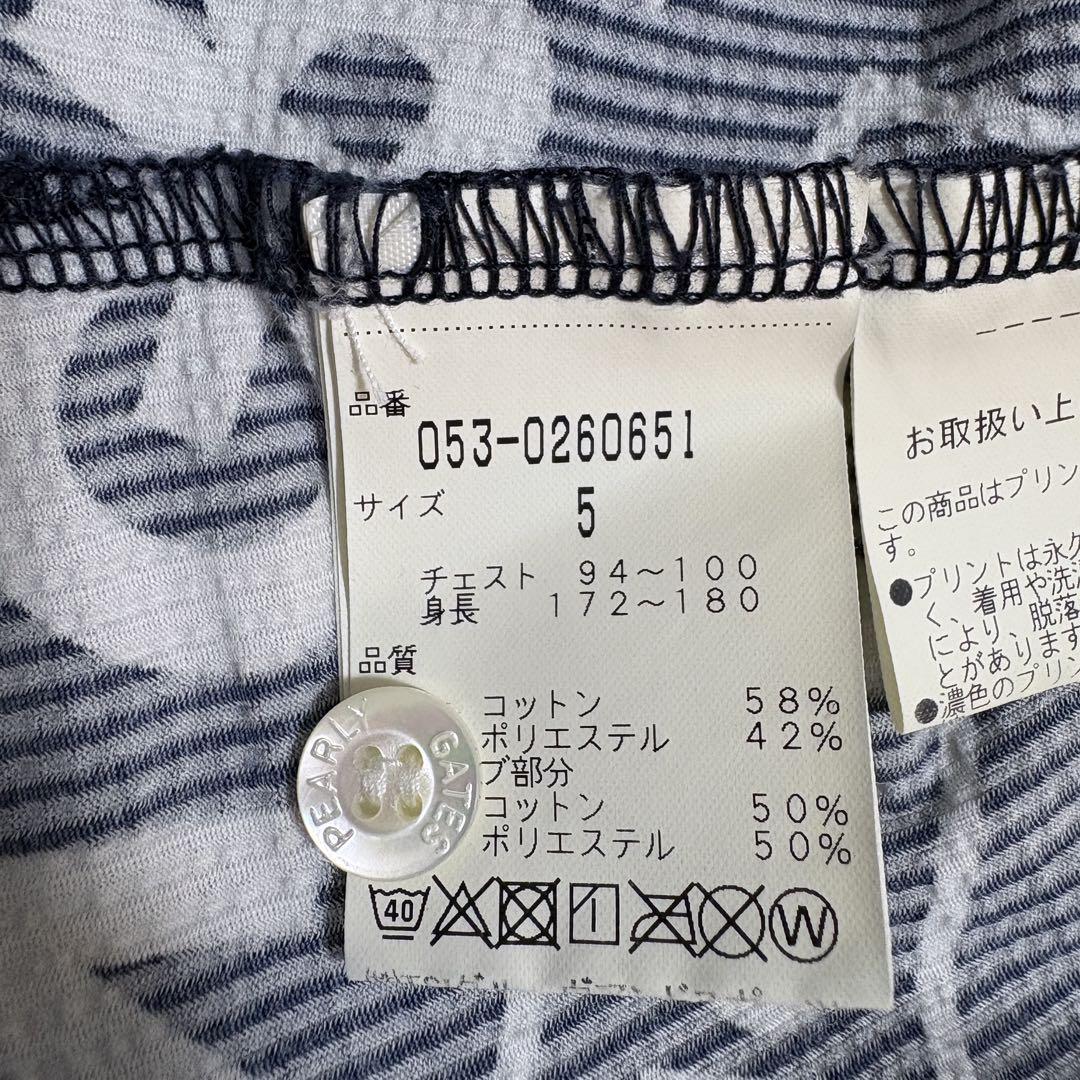 品番
053-0260651
サイズ 5
チェスト 94〜100
身長 172〜180
品質
コットン 58%
ポリエステル 42%
ブ部分
コットン 50%
ポリエステル 50%
40
W
PEARLY GATES
お取扱い上
この商品はプリン
す。
●プリントは永久
く、着用や洗濯
により、脱落
とがあります
●濃色のプリン